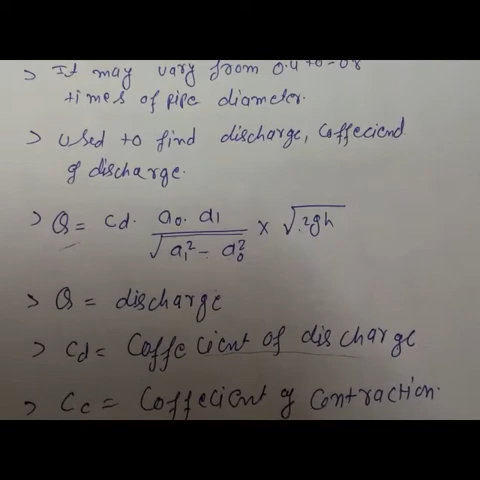 > It may vary from 0.4 to 0.8
times of pipe diameter.
> used to find discharge, Cofficiend
of discharge.
> Q = Cd. a0. a1 / √a1² - a0² × √2gh
> Q = discharge
> Cd = Coffecient of discharge
> Cc = Coffecient of Contraction.